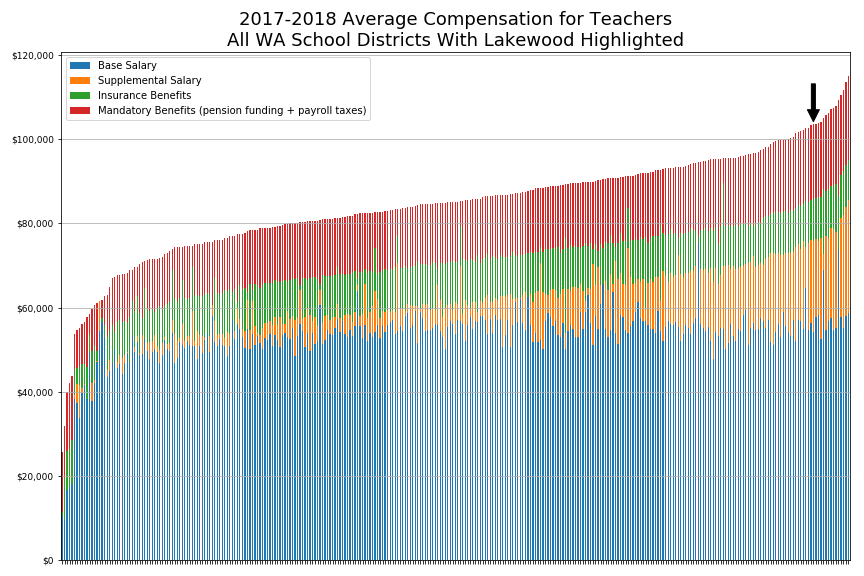 2017-2018 Average Compensation for Teachers
All WA School Districts With Lakewood Highlighted
$120,000
Base Salary
Supplemental Salary
Insurance Benefits
Mandatory Benefits (pension funding + payroll taxes)
$100,000
$80,000
$60,000
$40,000
$20,000
$0